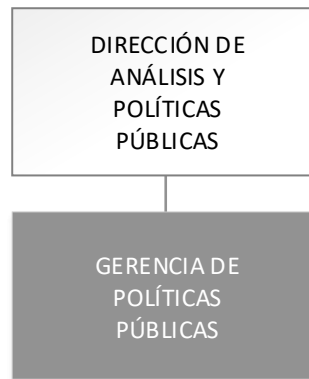 DIRECCIÓN DE
ANÁLISIS Y
POLÍTICAS
PÚBLICAS
GERENCIA DE
POLÍTICAS
PÚBLICAS